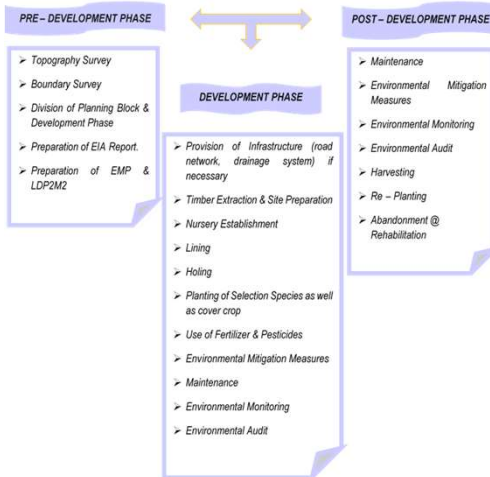 PRE – DEVELOPMENT PHASE
➢ Topography Survey
➢ Boundary Survey
➢ Division of Planning Block &
Development Phase
➢ Preparation of EIA Report.
➢ Preparation of EMP &
LDP2M2
DEVELOPMENT PHASE
➢ Provision of Infrastructure (road
network, drainage system) if
necessary
➢ Timber Extraction & Site Preparation
➢ Nursery Establishment
➢ Lining
➢ Holing
➢ Planting of Selection Species as well
as cover crop
➢ Use of Fertilizer & Pesticides
➢ Environmental Mitigation Measures
➢ Maintenance
➢ Environmental Monitoring
➢ Environmental Audit
POST – DEVELOPMENT PHASE
➢ Maintenance
➢ Environmental Mitigation
Measures
➢ Environmental Monitoring
➢ Environmental Audit
➢ Harvesting
➢ Re – Planting
➢ Abandonment @
Rehabilitation